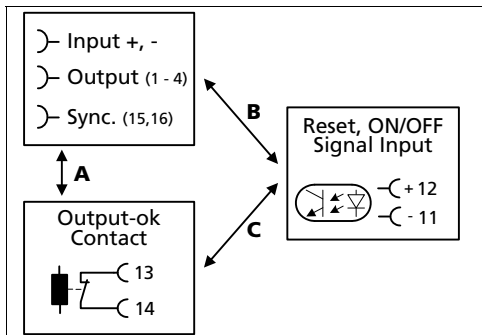 Input +, -
Output (1 - 4)
Sync. (15,16)
B
Reset, ON/OFF
Signal Input
+ 12
- 11
A
C
Output-ok
Contact
13
14